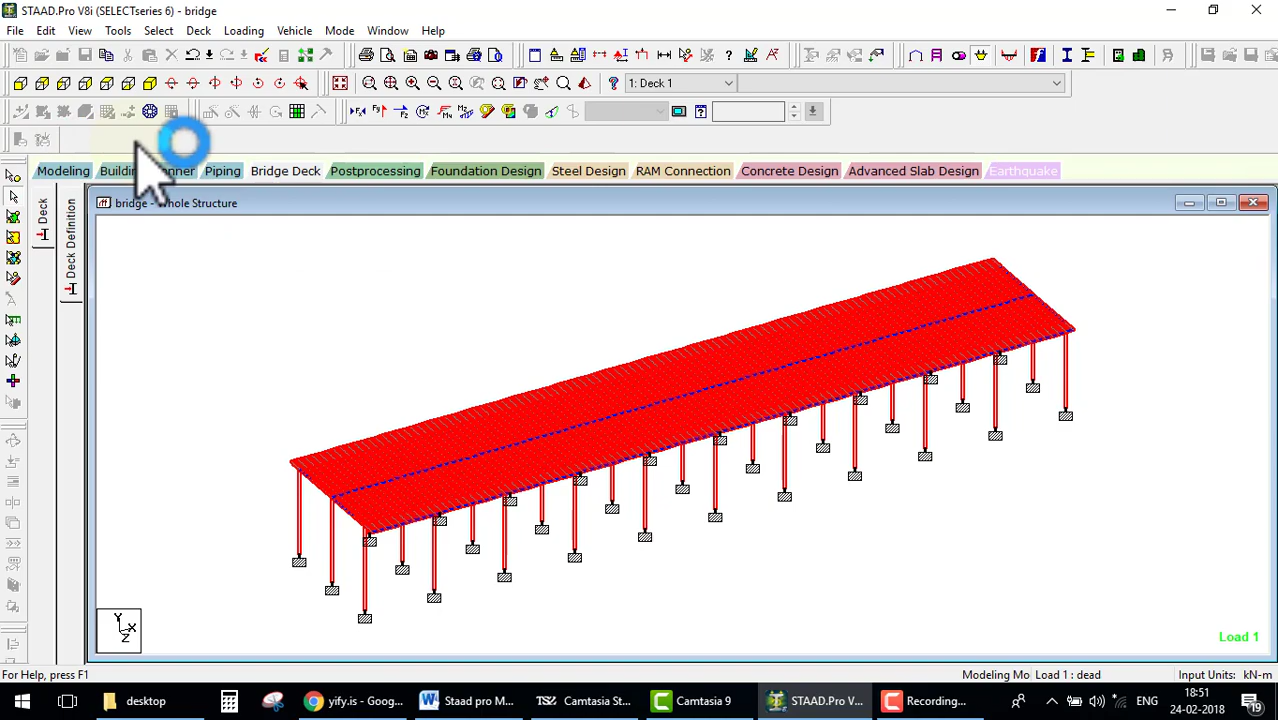 STAAD.Pro V8i (SELECTseries 6) - bridge
File Edit View Tools Select Deck Loading Vehicle Mode Window Help
1: Deck 1
Modeling Piping Bridge Deck Postprocessing Foundation Design Steel Design RAM Connection Concrete Design Advanced Slab Design Earthquake
Deck
Deck Definition
bridge - Whole Structure
Y
X
Z
Load 1
For Help, press F1 Modeling Mo Load 1 : dead Input Units: kN-m
desktop yify.is - Goog... Staad pro M... Camtasia St... Camtasia 9 STAAD.Pro V... Recording... ENG 18:51
24-02-2018 19